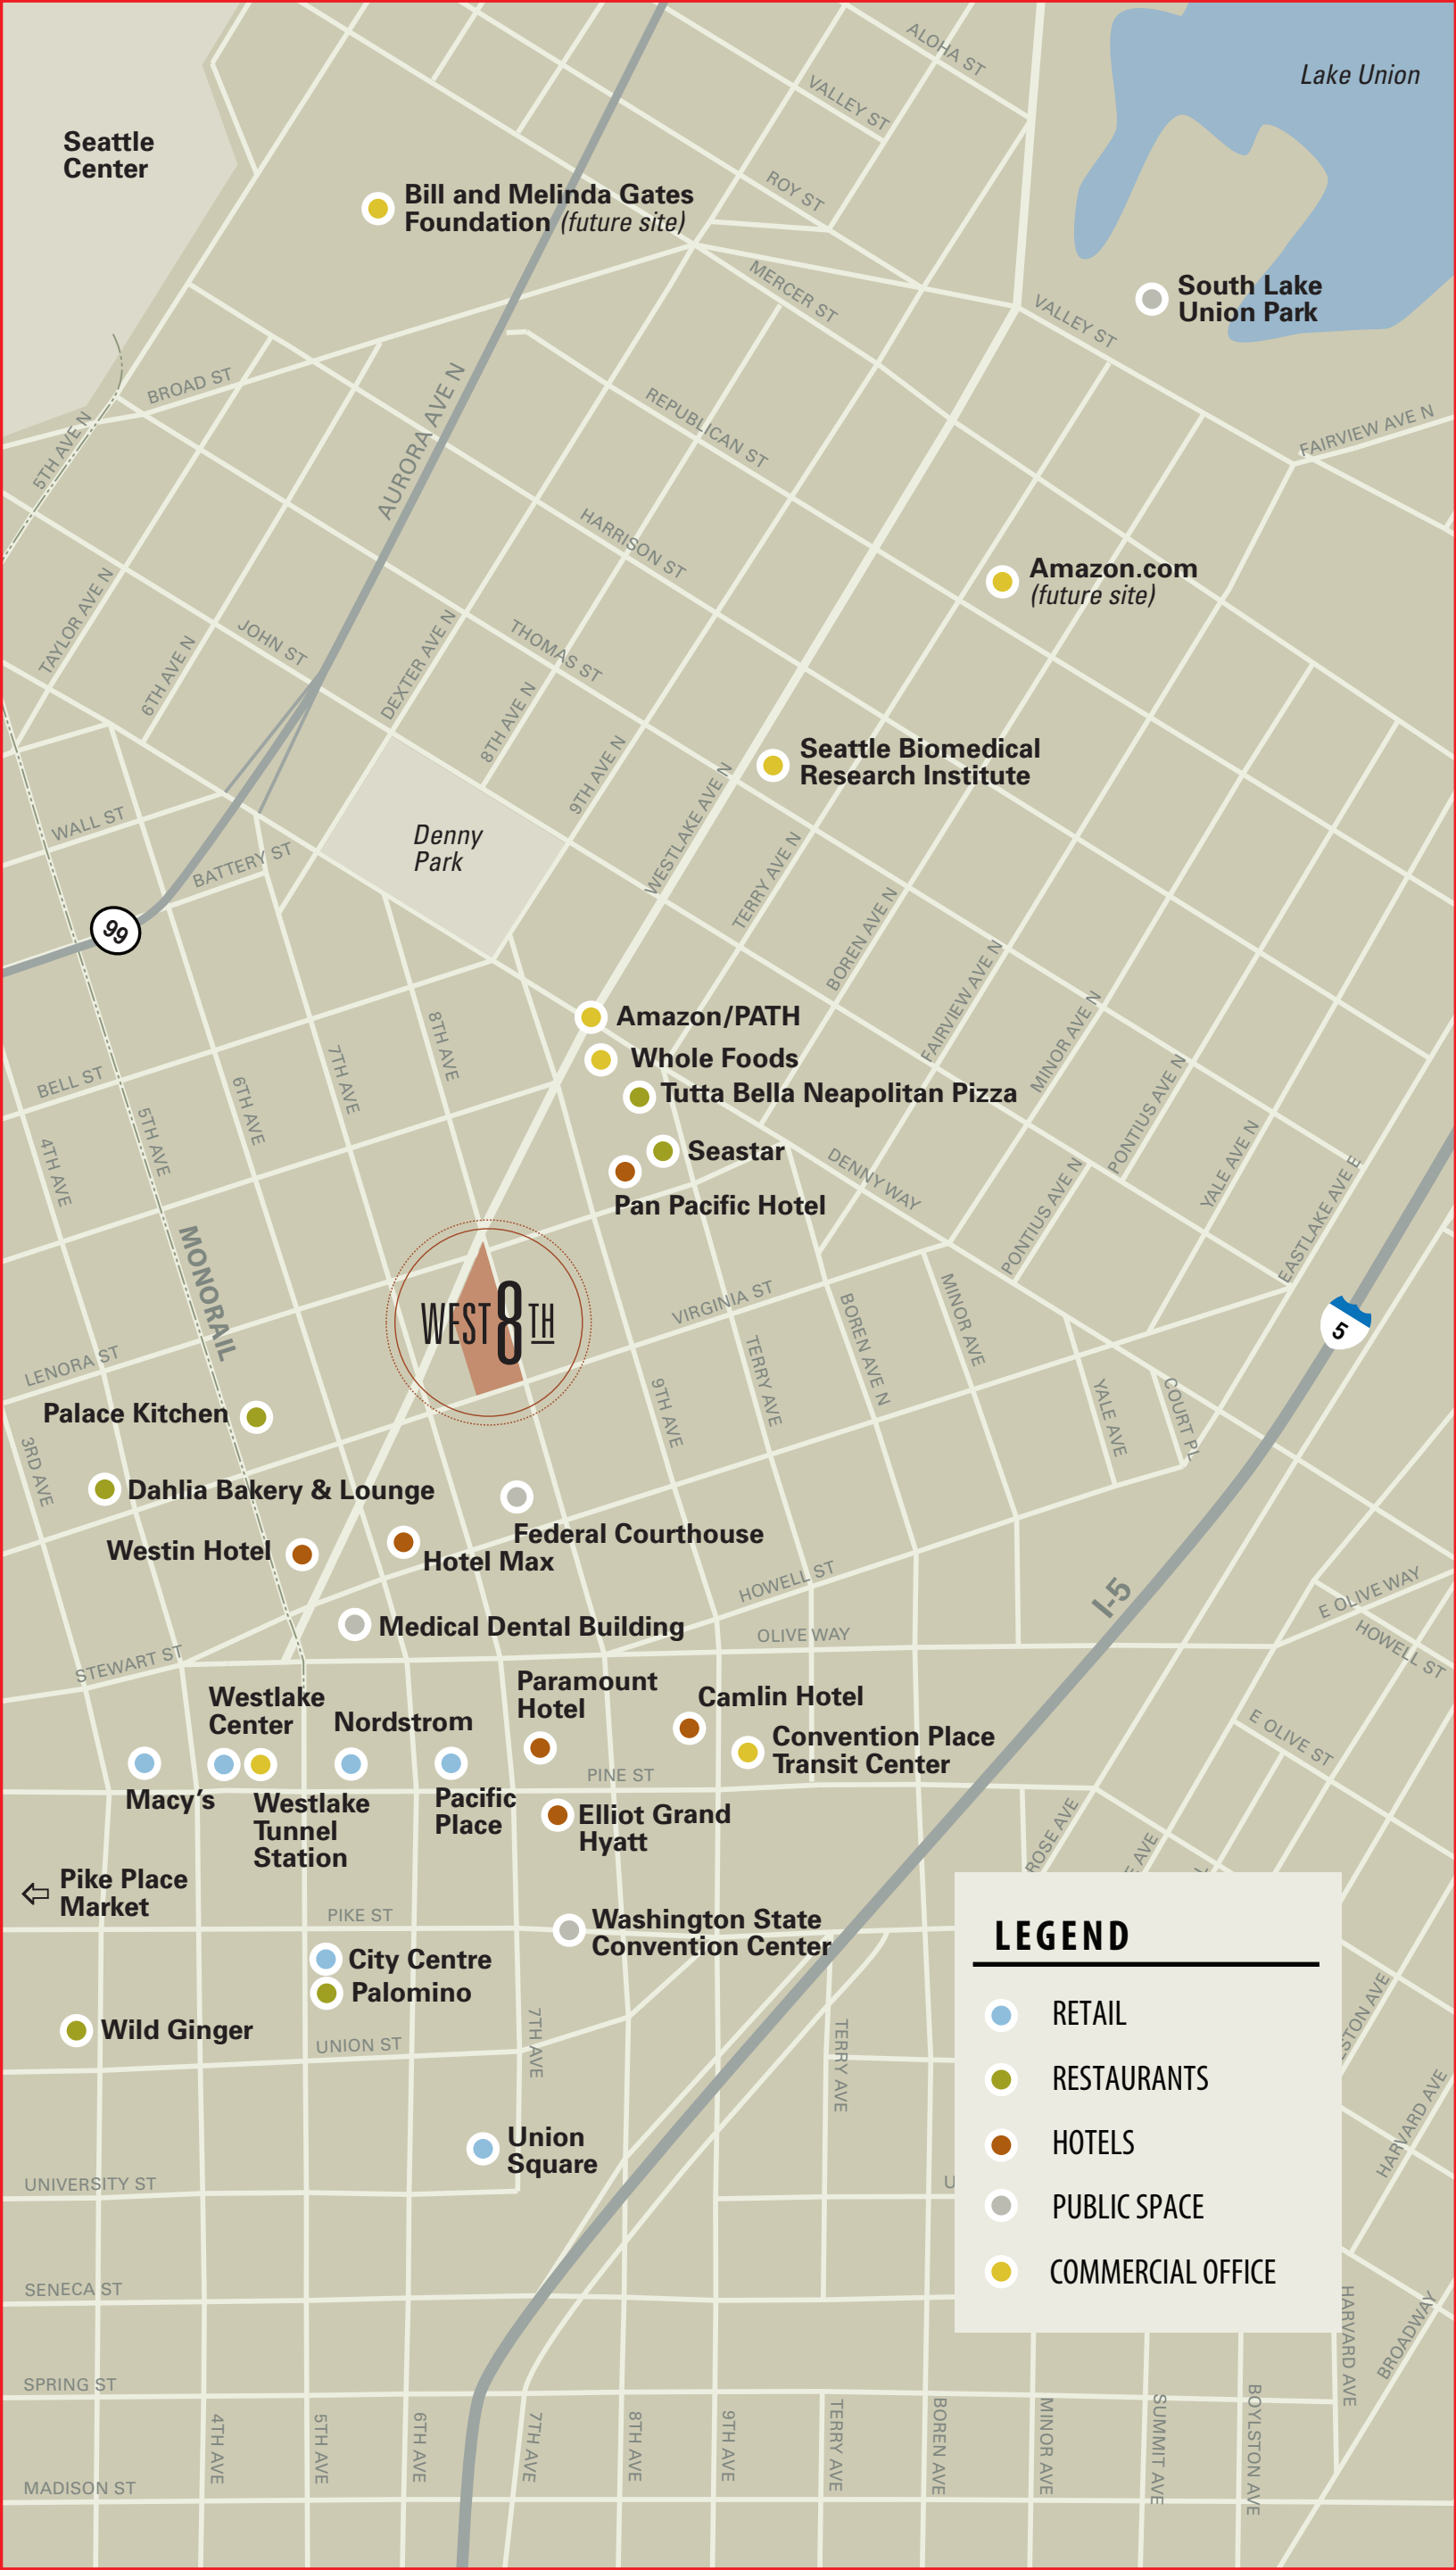 ALOHA ST
Lake Union
VALLEY ST
Seattle
Center
ROY ST
Bill and Melinda Gates
Foundation (future site)
MERCER ST
South Lake
Union Park
VALLEY ST
BROAD ST
AURORA AVE N
REPUBLICAN ST
FAIRVIEW AVE N
5TH AVE N
HARRISON ST
Amazon.com
(future site)
TAYLOR AVE N
JOHN ST
6TH AVE N
DEXTER AVE N
THOMAS ST
8TH AVE N
9TH AVE N
Seattle Biomedical
Research Institute
WALL ST
Denny
Park
WESTLAKE AVE N
TERRY AVE N
BATTERY ST
BOREN AVE N
99
FAIRVIEW AVE N
MINOR AVE N
Amazon/PATH
Whole Foods
8TH AVE
7TH AVE
BELL ST
6TH AVE
Tutta Bella Neapolitan Pizza
PONTIUS AVE N
5TH AVE
4TH AVE
Seastar
YALE AVE N
DENNY WAY
Pan Pacific Hotel
PONTIUS AVE N
EASTLAKE AVE E
MONORAIL
WEST 8TH
VIRGINIA ST
BOREN AVE N
MINOR AVE
5
LENORA ST
TERRY AVE
9TH AVE
YALE AVE
COURT PL
Palace Kitchen
3RD AVE
Dahlia Bakery & Lounge
Federal Courthouse
Westin Hotel
Hotel Max
HOWELL ST
I-5
E OLIVE WAY
Medical Dental Building
OLIVE WAY
HOWELL ST
STEWART ST
Westlake
Center
Nordstrom
Paramount
Hotel
Camlin Hotel
E OLIVE ST
Convention Place
Transit Center
PINE ST
Macy's
Westlake
Tunnel
Station
Pacific
Place
Elliot Grand
Hyatt
ROSE AVE
E AVE
Pike Place
Market
PIKE ST
Washington State
Convention Center
City Centre
Palomino
Wild Ginger
UNION ST
7TH AVE
TERRY AVE
STON AVE
HARVARD AVE
Union
Square
UNIVERSITY ST
U
LEGEND
RETAIL
RESTAURANTS
HOTELS
PUBLIC SPACE
COMMERCIAL OFFICE
SENECA ST
HARVARD AVE
BROADWAY
SPRING ST
4TH AVE
5TH AVE
6TH AVE
7TH AVE
8TH AVE
9TH AVE
TERRY AVE
BOREN AVE
MINOR AVE
SUMMIT AVE
BOYLSTON AVE
MADISON ST